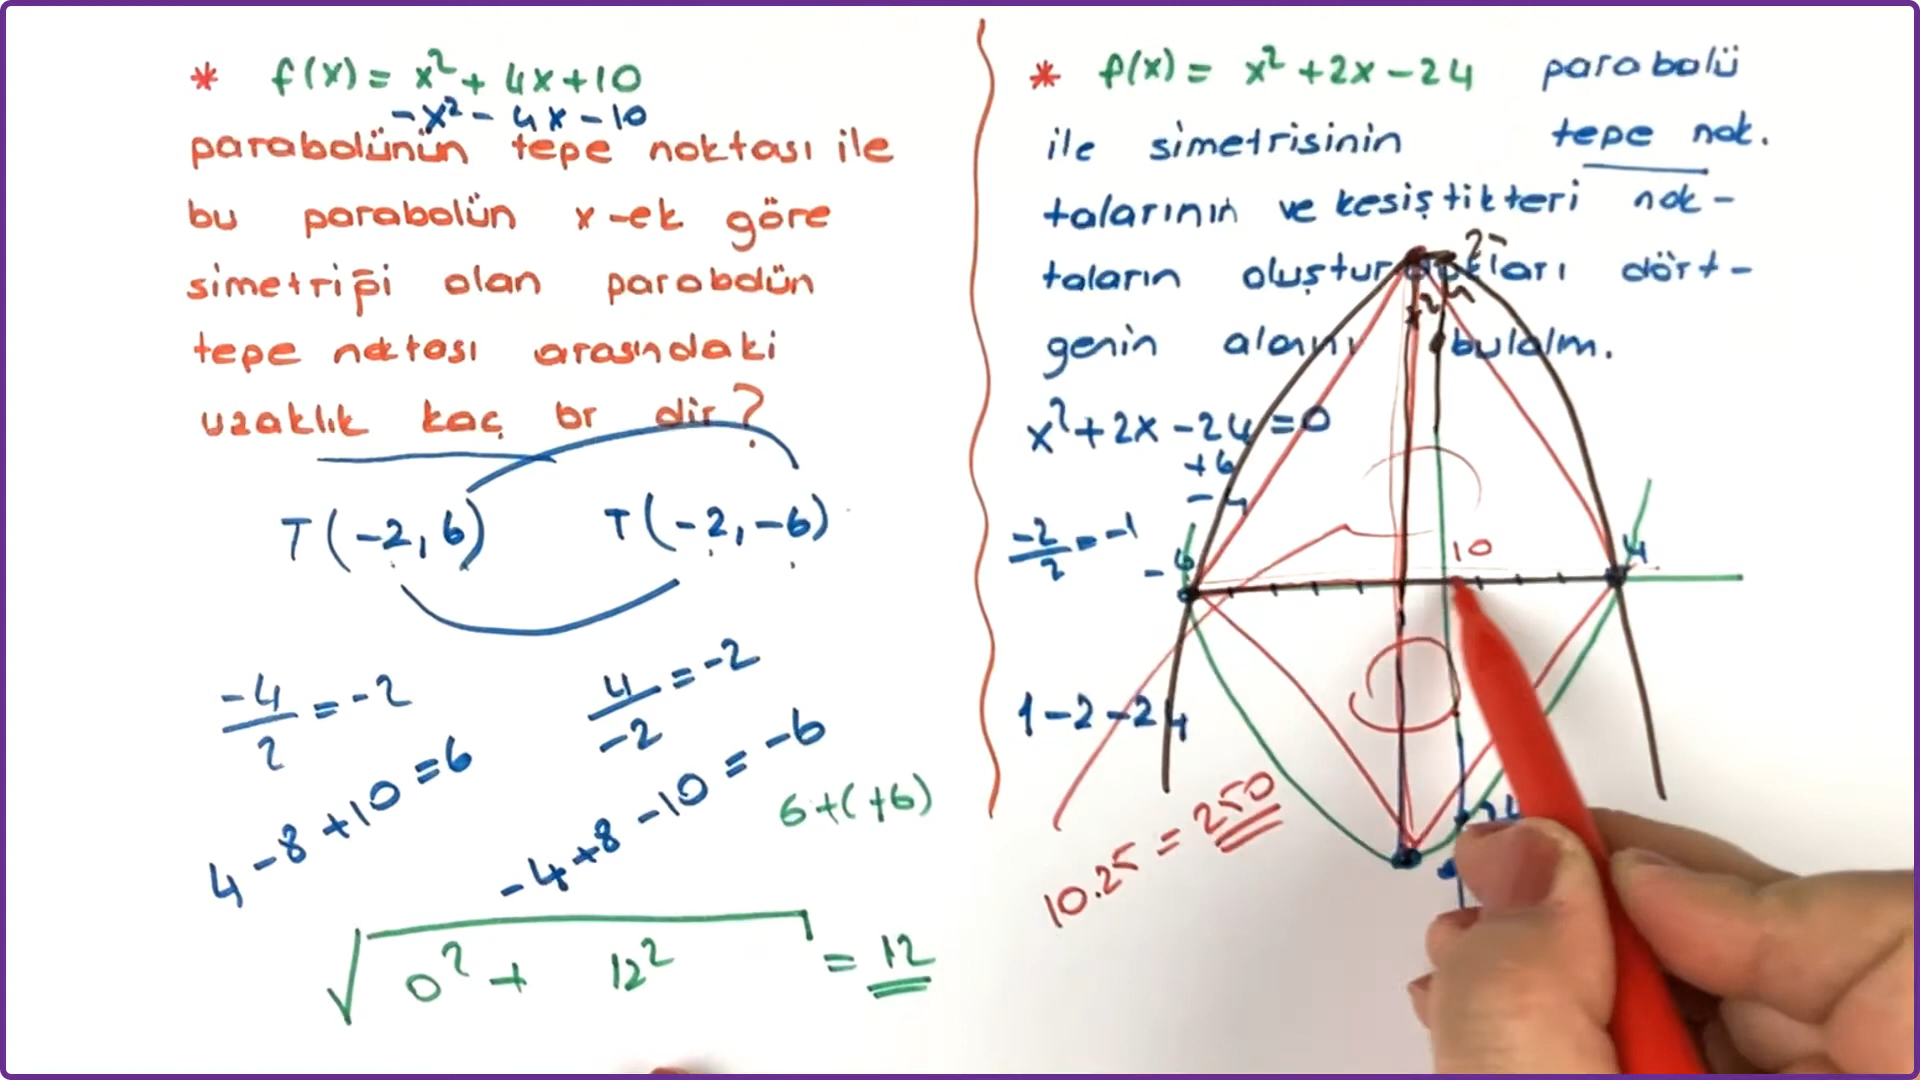 * f(x) = x² + 4x + 10
-x² - 4x - 10
parabolünün tepe noktası ile
bu parabolün x-ek göre
simetriği olan parabolün
tepe noktası arasındaki
uzaklık kaç br dir?
T(-2, 6) T(-2, -6)
-4/2 = -2
4/-2 = -2
4 - 8 + 10 = 6
-4 + 8 - 10 = -6
6 + (+6)
√(0² + 12²) = 12
* f(x) = x² + 2x - 24 parabolü
ile simetrisinin tepe nok.
talarının ve kesiştikteri nok-
taların dört-
genin alanı bulalım.
x² + 2x - 24 = 0
+6
-4
-2/2 = -1
-6
10
4
1 - 2 - 24
10.25 = 250